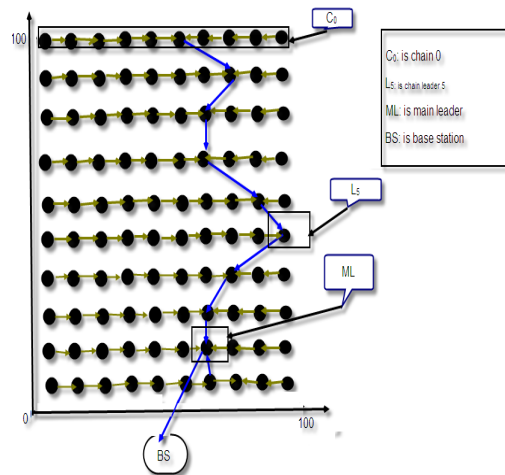 C₀
100
C₀: is chain 0
L₅: is chain leader 5
ML: is main leader
BS: is base station
L₅
ML
0
100
BS